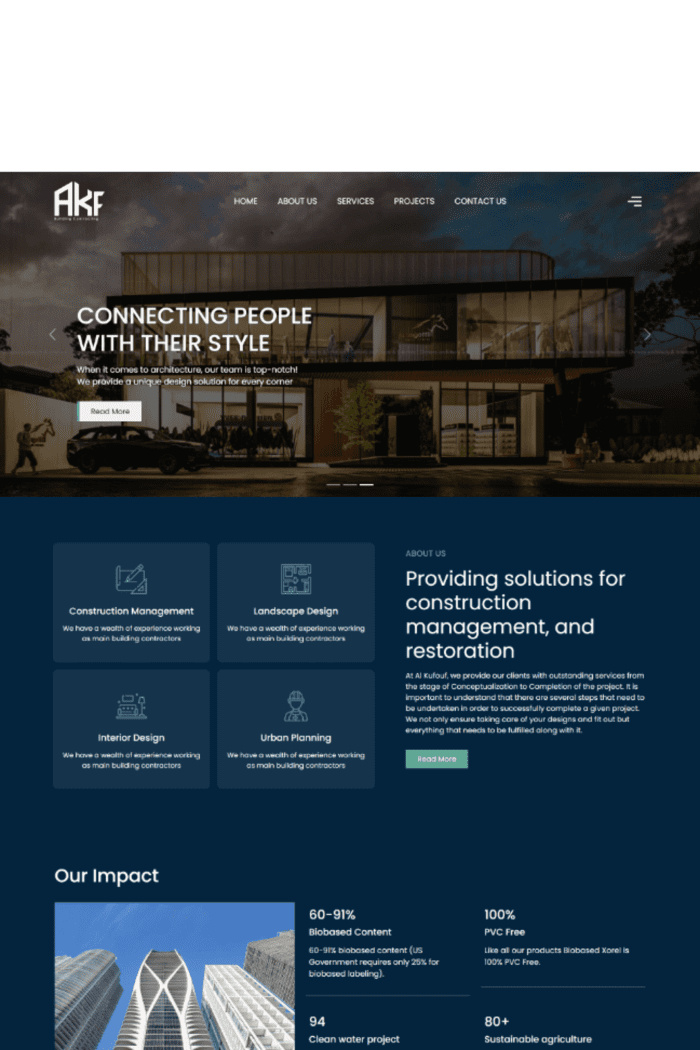 AKF
HOME ABOUT US SERVICES PROJECTS CONTACT US
CONNECTING PEOPLE
WITH THEIR STYLE
When it comes to architecture, our team is top-notch!
We provide a unique design solution for every corner
Read More
Construction Management
We have a wealth of experience working
as main building contractors
Landscape Design
We have a wealth of experience working
as main building contractors
Interior Design
We have a wealth of experience working
as main building contractors
Urban Planning
We have a wealth of experience working
as main building contractors
ABOUT US
Providing solutions for
construction
management, and
restoration
At Al Kufouf, we provide our clients with outstanding services from
the stage of Conceptualization to Completion of the project. It is
important to understand that there are several steps that need to
be undertaken in order to successfully complete a given project.
We not only ensure taking care of your designs and fit out but
everything that needs to be fulfilled along with it.
Read More
Our Impact
60-91%
Biobased Content
60-91% biobased content (US
Government requires only 25% for
biobased labeling).
100%
PVC Free
Like all our products Biobased Xorel is
100% PVC Free.
94
Clean water project
80+
Sustainable agriculture